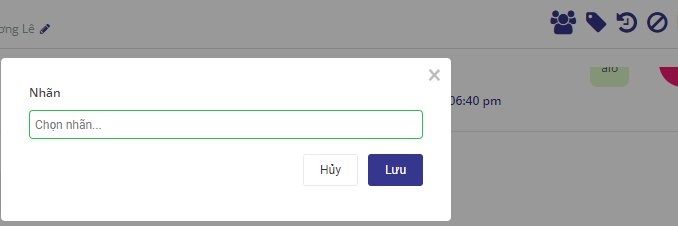 ơng Lê
alo
06:40 pm
Nhãn
Chọn nhãn...
Hủy
Lưu